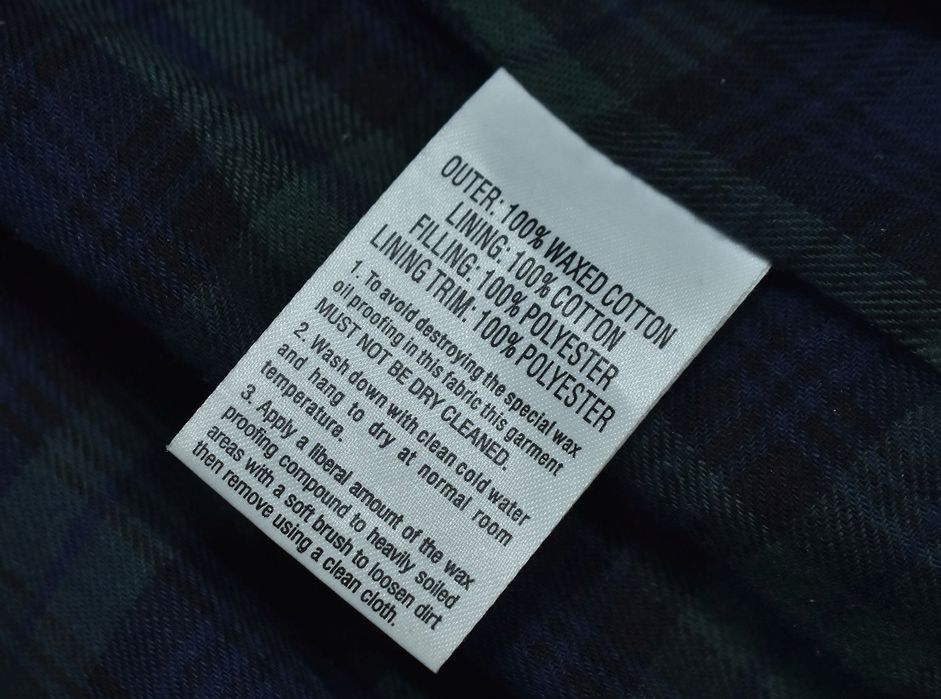 OUTER: 100% WAXED COTTON
LINING: 100% COTTON
FILLING: 100% POLYESTER
LINING TRIM: 100% POLYESTER
1. To avoid destroying the special wax
oil proofing in this fabric this garment
MUST NOT BE DRY CLEANED.
2. Wash down with clean cold water
and hang to dry at normal room
temperature.
3. Apply a liberal amount of the wax
proofing compound to heavily soiled
areas with a soft brush to loosen dirt
then remove using a clean cloth.